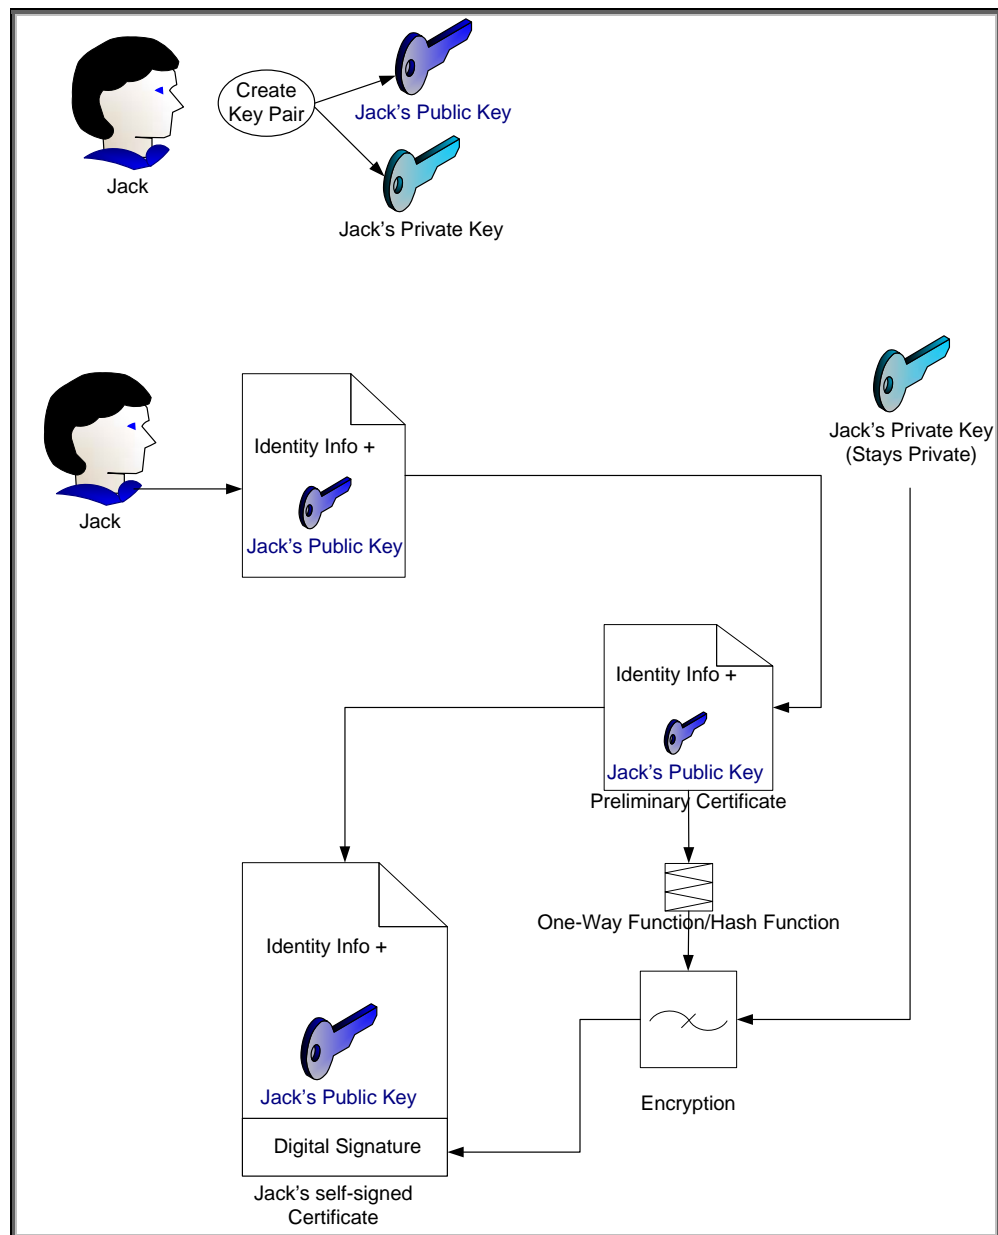 Create
Key Pair
Jack's Public Key
Jack
Jack's Private Key
Identity Info +
Jack's Public Key
Jack
Jack's Private Key
(Stays Private)
Identity Info +
Jack's Public Key
Preliminary Certificate
One-Way Function/Hash Function
Identity Info +
Jack's Public Key
Encryption
Digital Signature
Jack's self-signed
Certificate